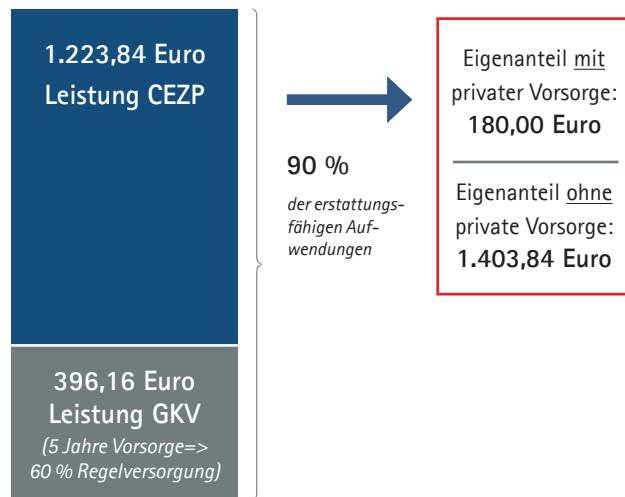 1.223,84 Euro
Leistung CEZP
396,16 Euro
Leistung GKV
(5 Jahre Vorsorge=>
60 % Regelversorgung)
90 %
der erstattungs-
fähigen Auf-
wendungen
Eigenanteil mit
privater Vorsorge:
180,00 Euro
Eigenanteil ohne
private Vorsorge:
1.403,84 Euro